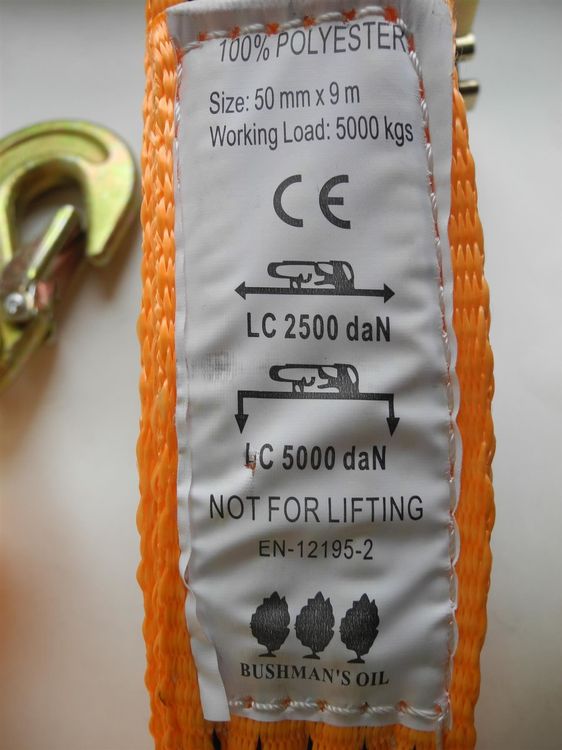 100% POLYESTER
Size: 50 mm x 9 m
Working Load: 5000 kgs
CE
LC 2500 daN
LC 5000 daN
NOT FOR LIFTING
EN-12195-2
BUSHMAN'S OIL